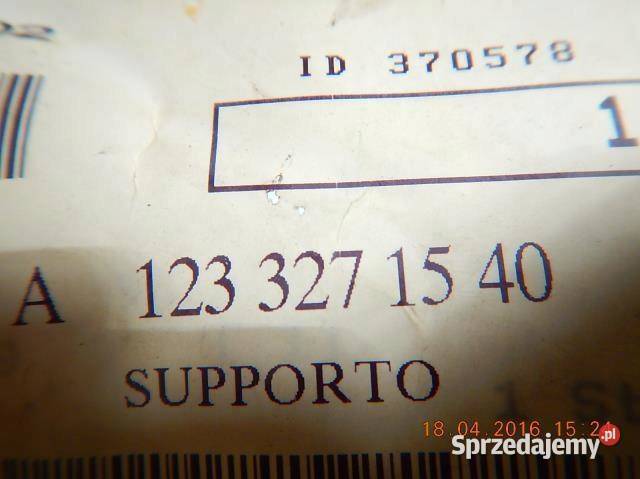 ID 370578
1
A 123 327 15 40
SUPPORTO
18.04.2016 15:2
Sprzedajemy.pl